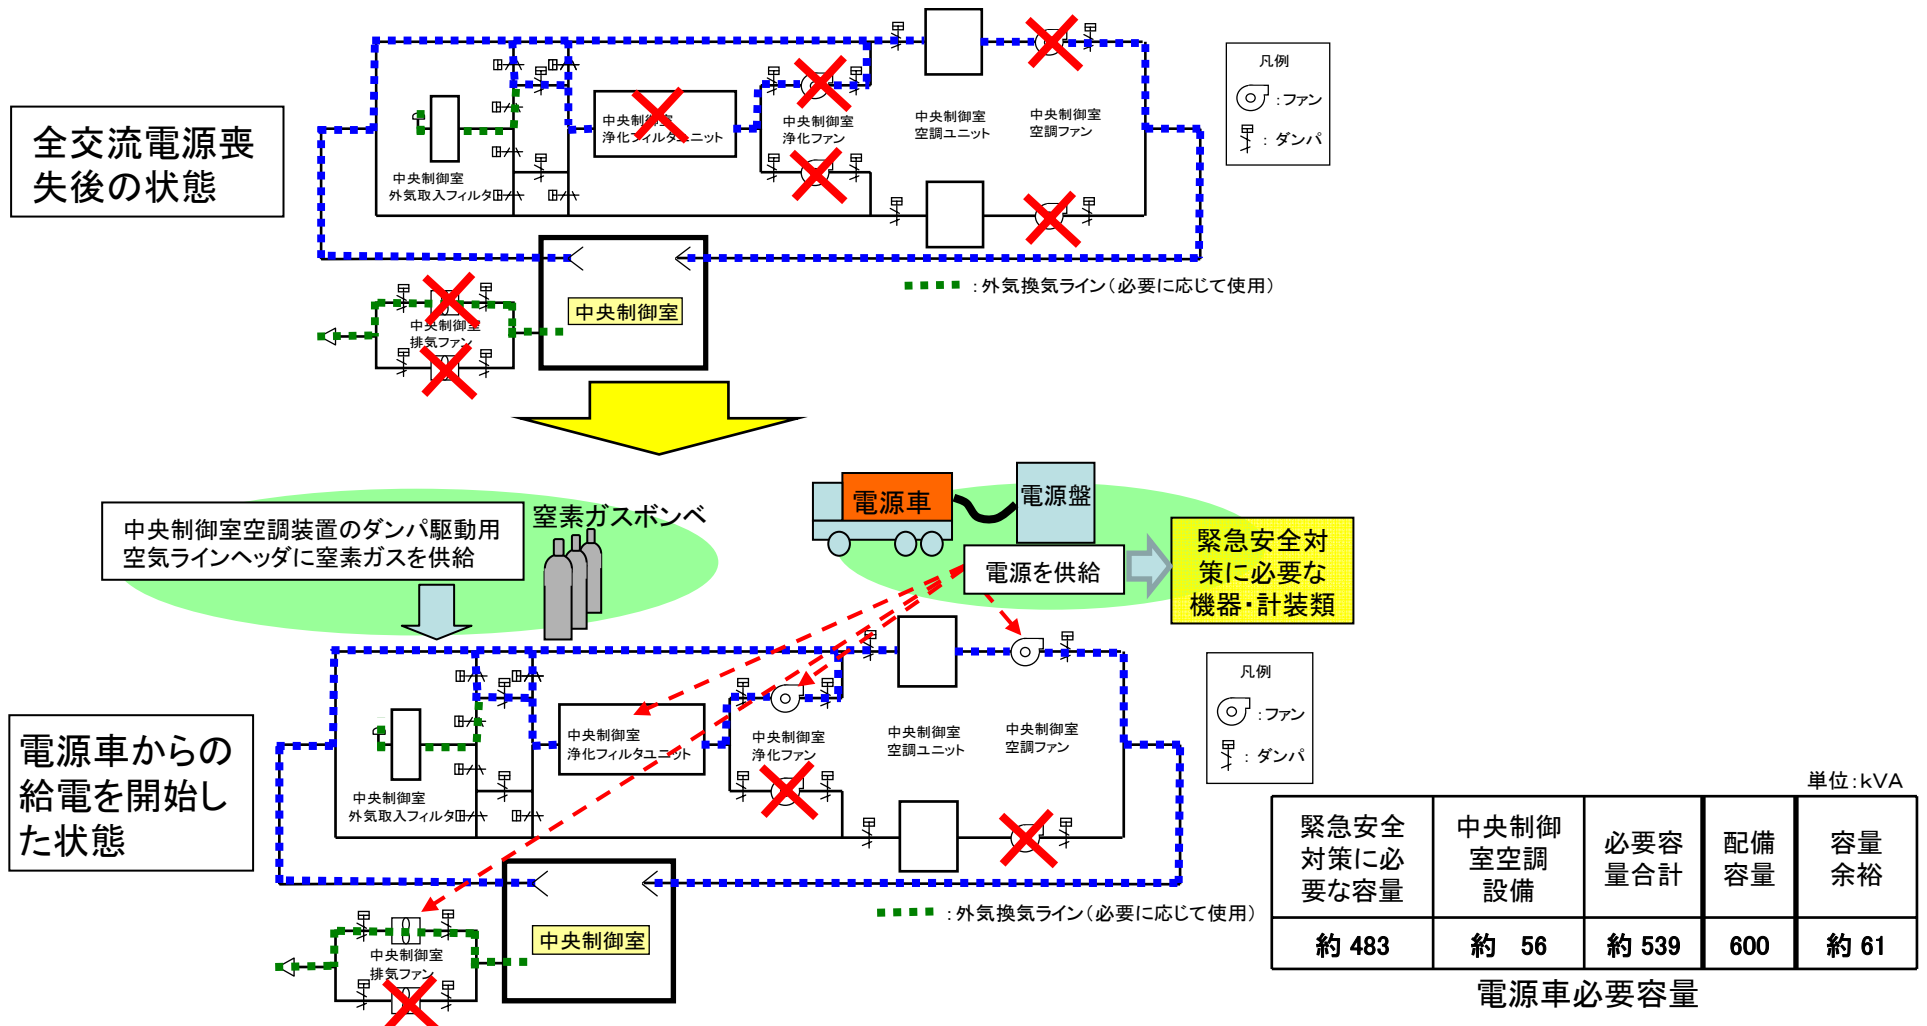 全交流電源喪
失後の状態
中央制御室
外気取入フィルタ
中央制御室
浄化フィルタユニット
中央制御室
浄化ファン
中央制御室
空調ユニット
中央制御室
空調ファン
凡例
:ファン
:ダンパ
中央制御室
:外気換気ライン(必要に応じて使用)
中央制御室
排気ファン
中央制御室空調装置のダンパ駆動用
空気ラインヘッダに窒素ガスを供給
窒素ガスボンベ
電源車
電源盤
電源を供給
緊急安全対
策に必要な
機器・計装類
電源車からの
給電を開始し
た状態
中央制御室
外気取入フィルタ
中央制御室
浄化フィルタユニット
中央制御室
浄化ファン
中央制御室
空調ユニット
中央制御室
空調ファン
凡例
:ファン
:ダンパ
中央制御室
:外気換気ライン(必要に応じて使用)
中央制御室
排気ファン
単位:kVA
緊急安全
対策に必
要な容量
中央制御
室空調
設備
必要容
量合計
配備
容量
容量
余裕
約 483
約 56
約 539
600
約 61
電源車必要容量